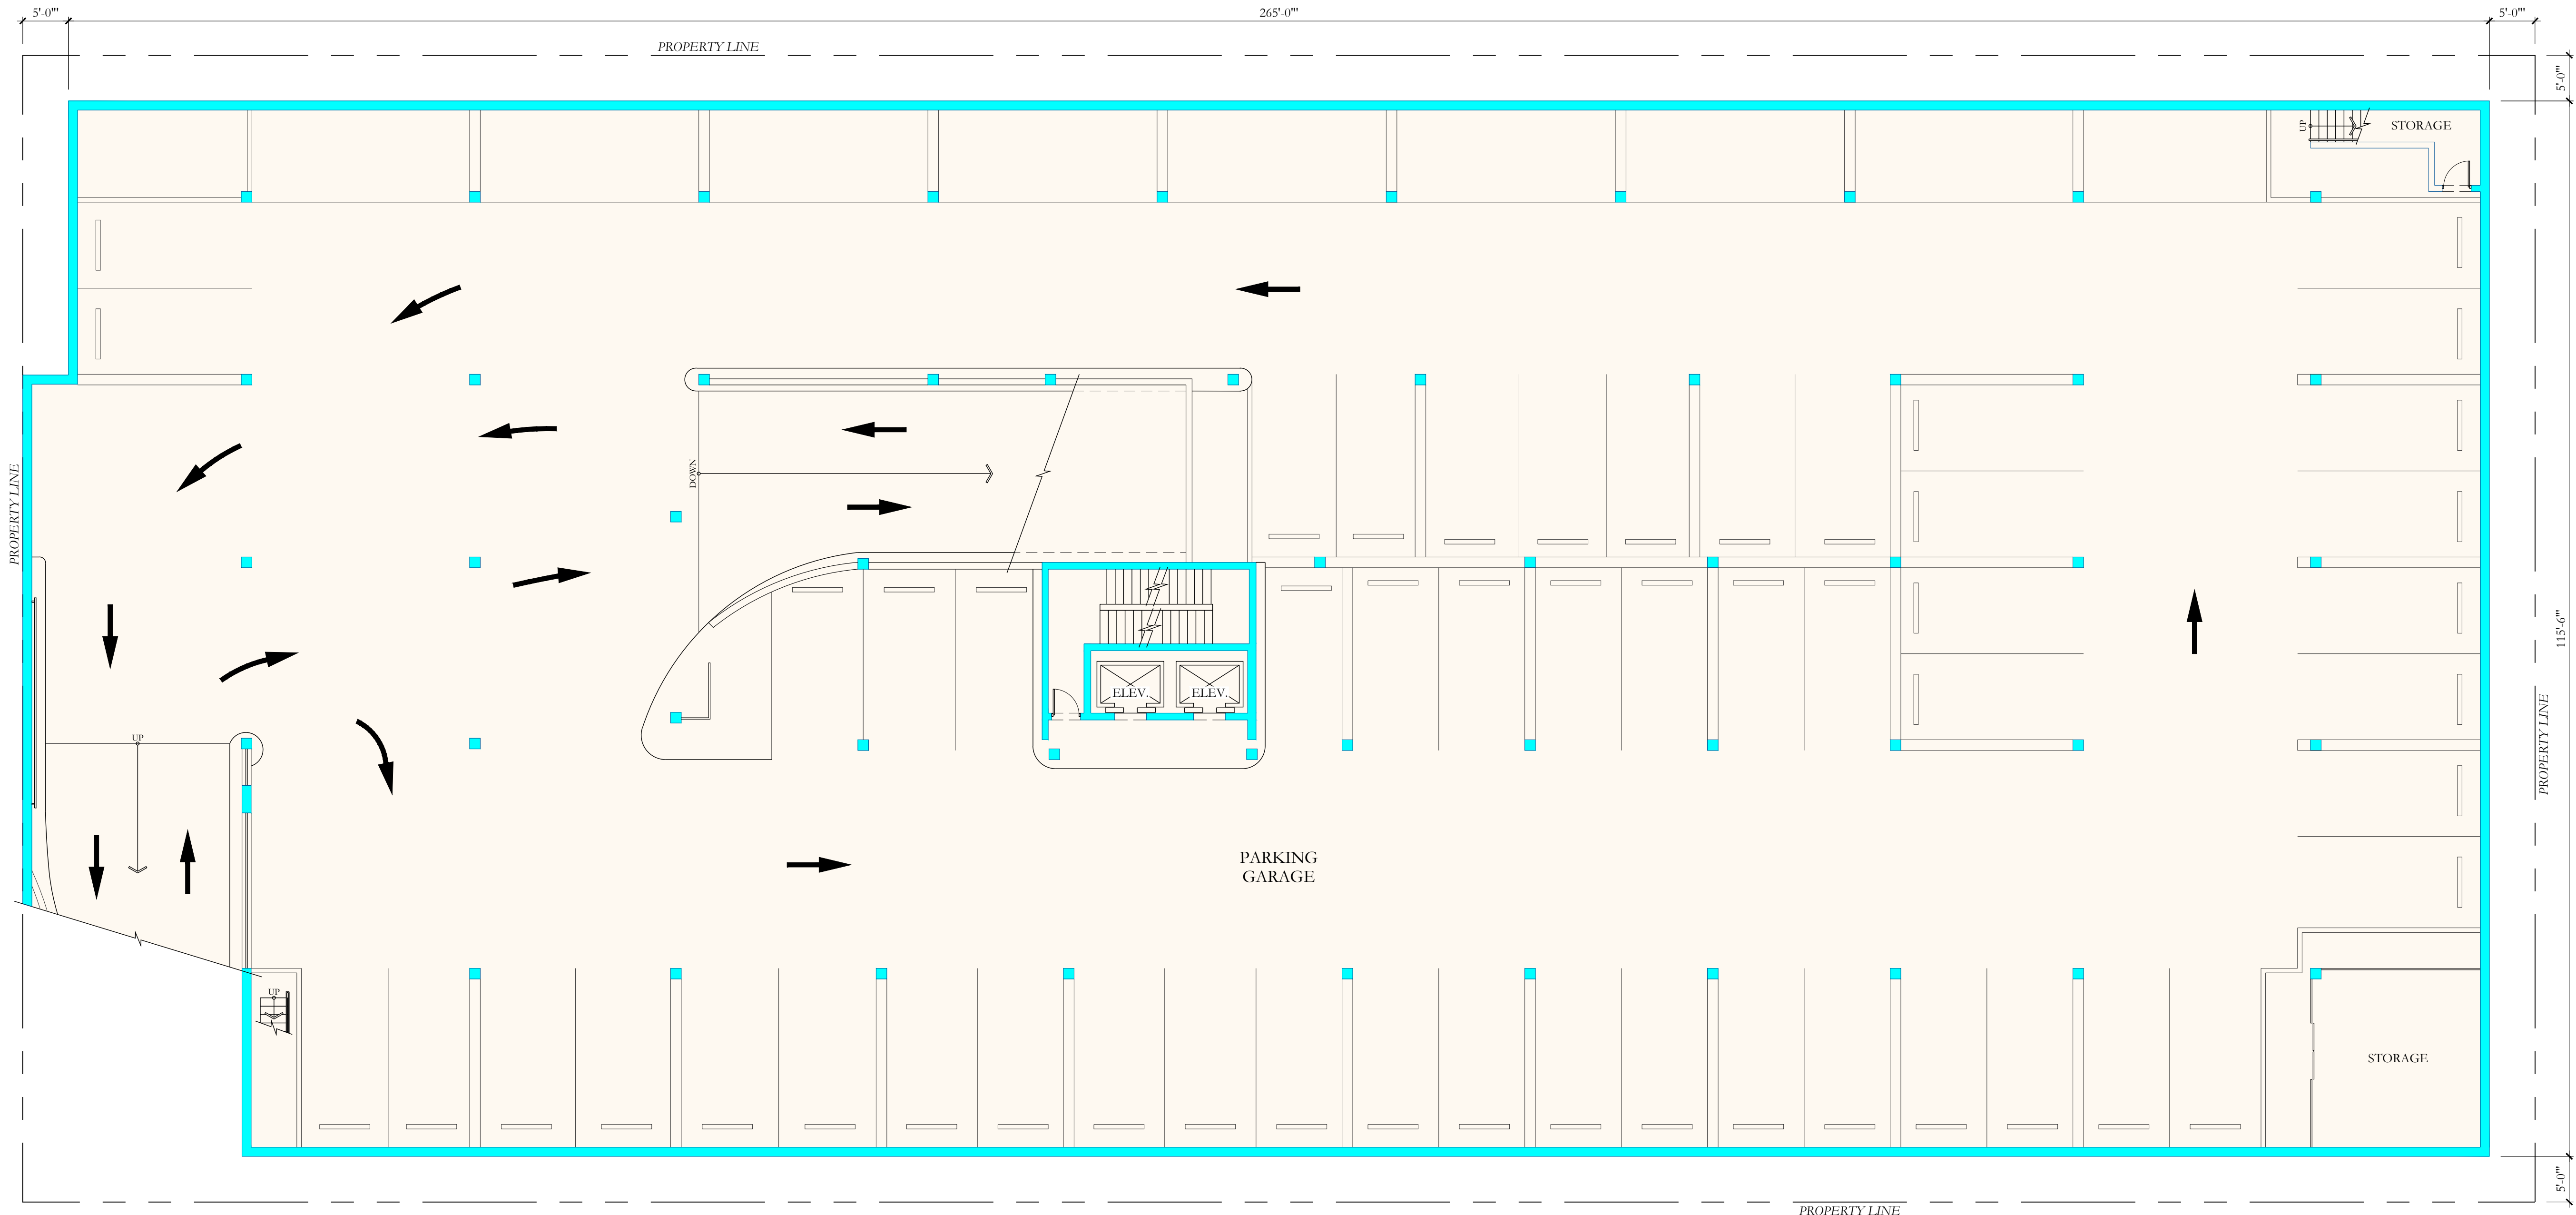 5'-0'"
265'-0'"
5'-0'"
PROPERTY LINE
5'-0'"
UP
STORAGE
PROPERTY LINE
DOWN
115'-6'"
ELEV.
ELEV.
PROPERTY LINE
UP
PARKING
GARAGE
UP
STORAGE
5'-0'"
PROPERTY LINE